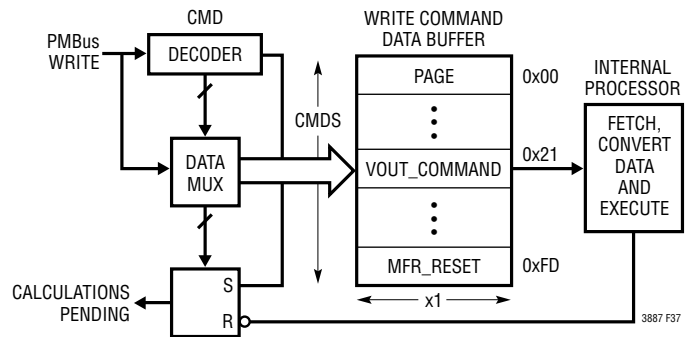 CMD
PMBus
WRITE
DECODER
WRITE COMMAND
DATA BUFFER
PAGE
0x00
INTERNAL
PROCESSOR
CMDS
DATA
MUX
VOUT_COMMAND
0x21
FETCH,
CONVERT
DATA
AND
EXECUTE
MFR_RESET
0xFD
S
CALCULATIONS
PENDING
R
x1
3887 F37